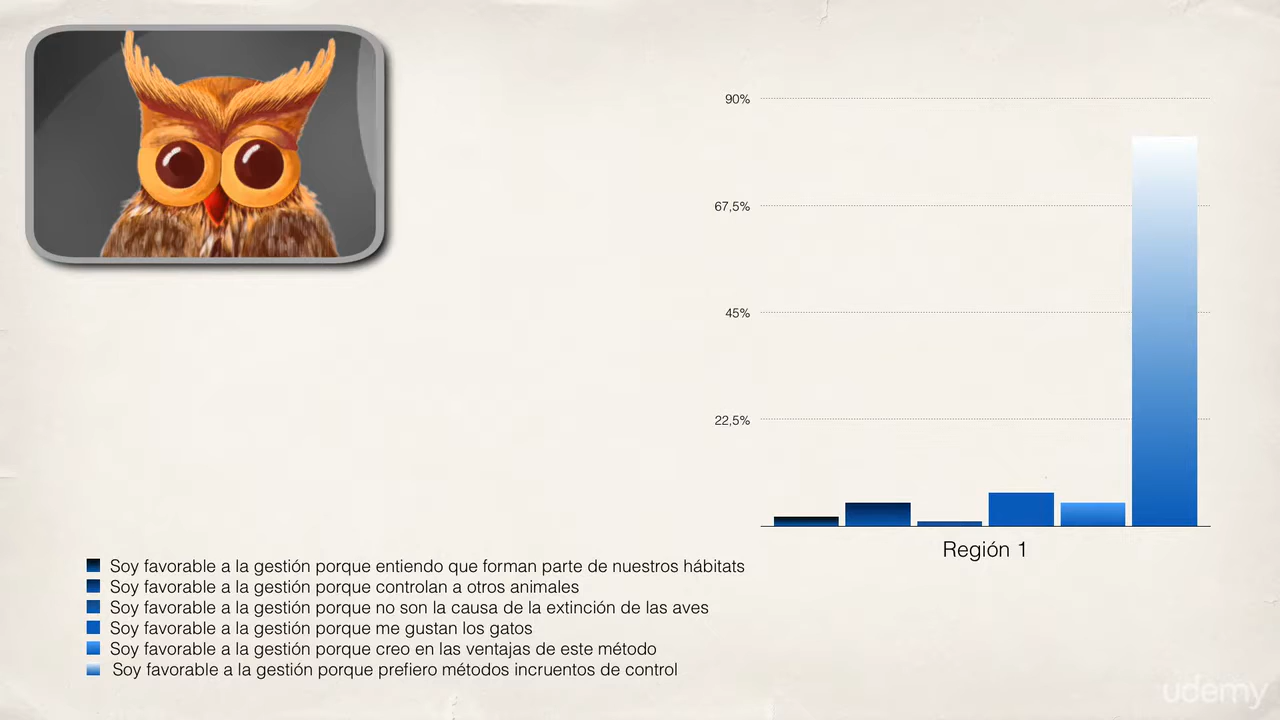 90%
67,5%
45%
22,5%
Región 1
Soy favorable a la gestión porque entiendo que forman parte de nuestros hábitats
Soy favorable a la gestión porque controlan a otros animales
Soy favorable a la gestión porque no son la causa de la extinción de las aves
Soy favorable a la gestión porque me gustan los gatos
Soy favorable a la gestión porque creo en las ventajas de este método
Soy favorable a la gestión porque prefiero métodos incruentos de control
udemy